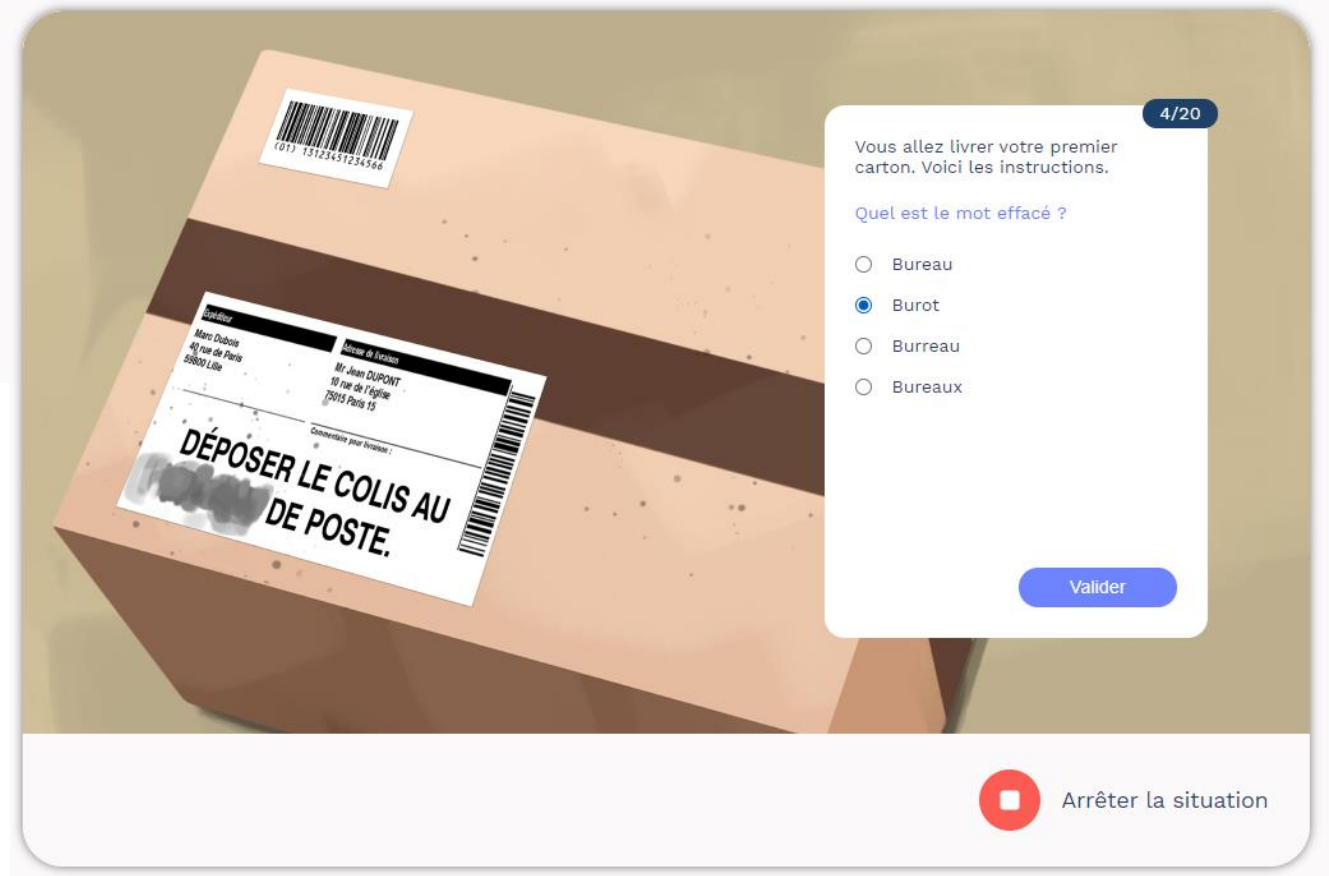 (01) 13123451234566
Expéditeur
Marc Dubois
40 rue de Paris
59800 Lille
Adresse de livraison
Mr Jean DUPONT
10 rue de l'église
75015 Paris 15
Commentaire pour livraison :
DÉPOSER LE COLIS AU
DE POSTE.
4/20
Vous allez livrer votre premier
carton. Voici les instructions.
Quel est le mot effacé ?
Bureau
Burot
Burreau
Bureaux
Valider
Arrêter la situation